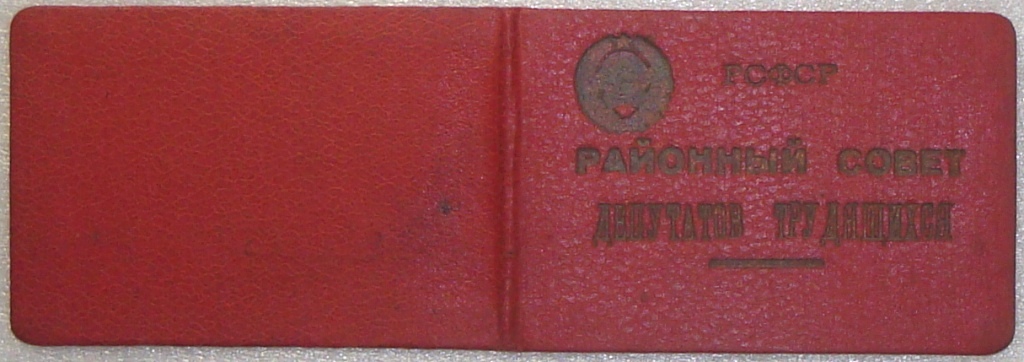 РСФСР
РАЙОННЫЙ СОВЕТ
ДЕПУТАТОВ ТРУДЯЩИХСЯ